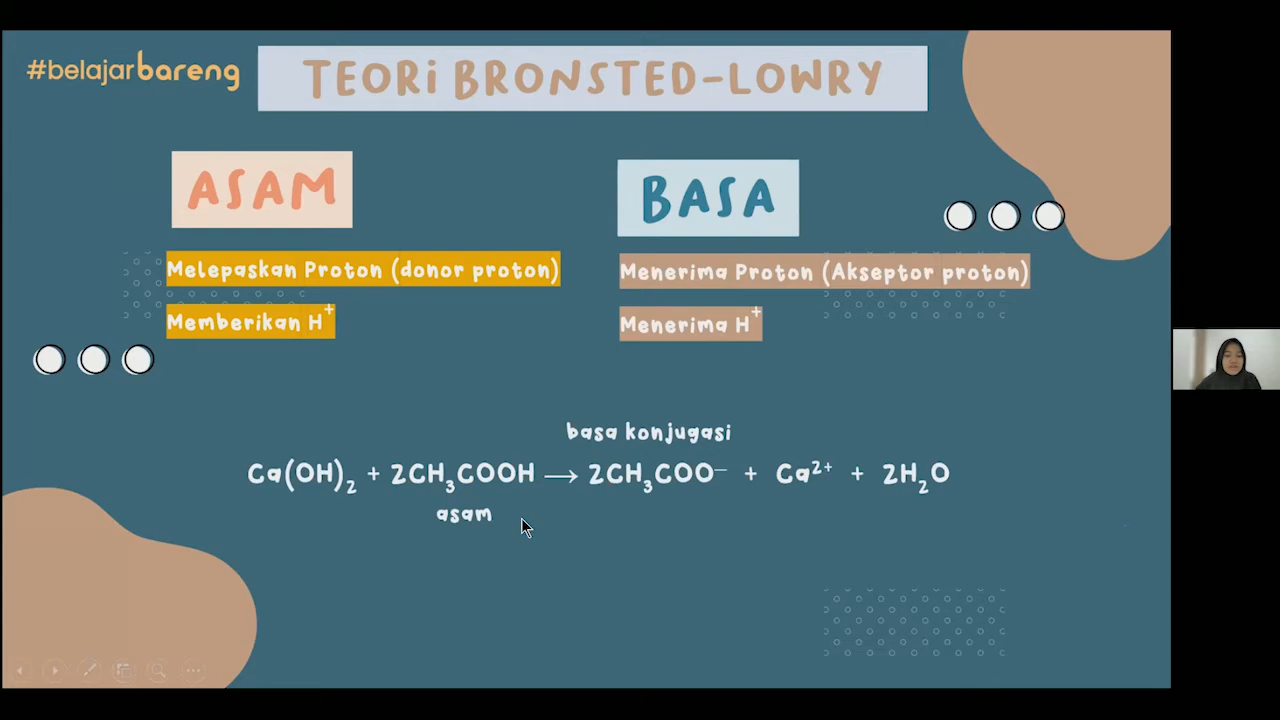 #belajarbareng
TEORi BRONSTED-LOWRY
ASAM
BASA
Melepaskan Proton (donor proton)
Memberikan H⁺
Menerima Proton (Akseptor proton)
Menerima H⁺
basa konjugasi
Ca(OH)₂ + 2CH₃COOH → 2CH₃COO⁻ + Ca²⁺ + 2H₂O
asam